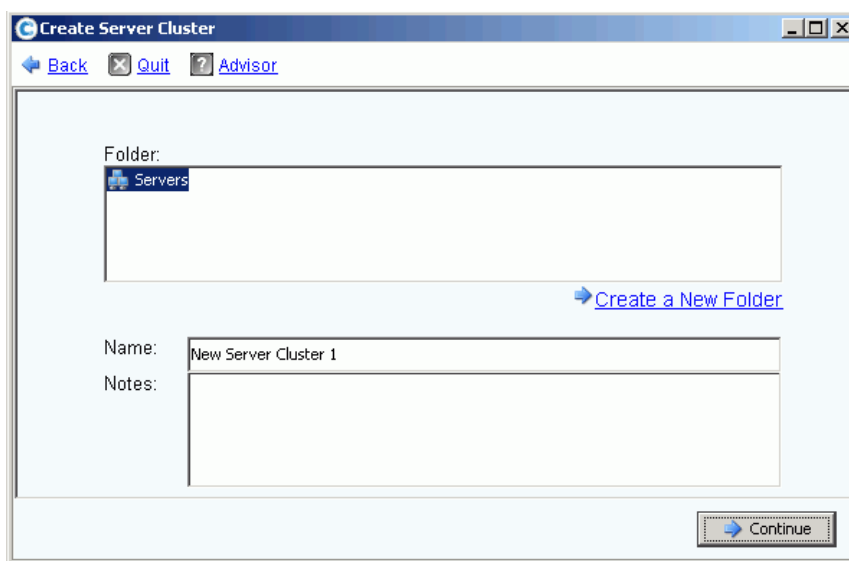 Create Server Cluster
Back Quit Advisor
Folder:
Servers
Create a New Folder
Name: New Server Cluster 1
Notes:
Continue